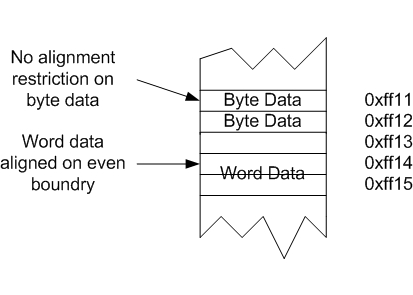 No alignment
restriction on
byte data
Byte Data
0xff11
Byte Data
0xff12
0xff13
Word data
aligned on even
boundry
Word Data
0xff14
0xff15